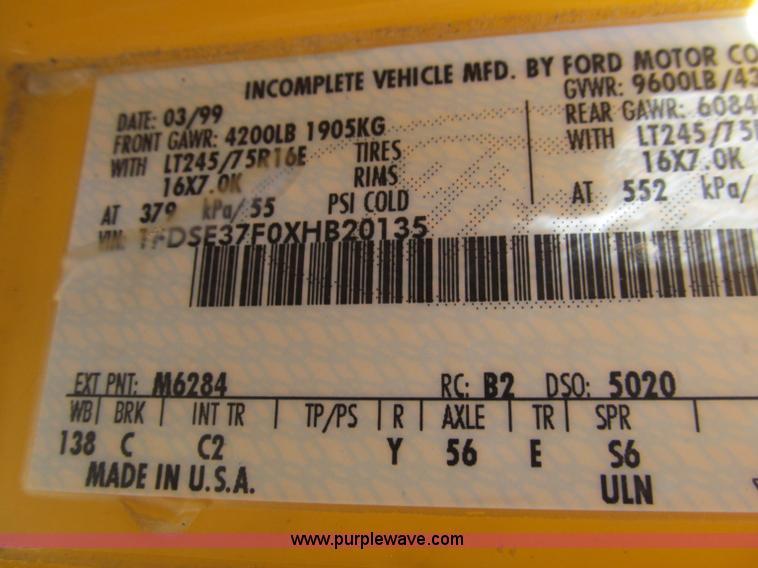 INCOMPLETE VEHICLE MFD. BY FORD MOTOR CO
DATE: 03/99
GVWR: 9600LB/43
FRONT GAWR: 4200LB 1905KG
REAR GAWR: 6084
WITH LT245/75R16E TIRES
WITH LT245/75
16X7.0K RIMS
16X7.0K
AT 379 kPa/55 PSI COLD
AT 552 kPa/
VIN: 1FDSE37F0XHB20135
EXT PNT: M6284 RC: B2 DSO: 5020
WB BRK INT TR TP/PS R AXLE TR SPR
138 C C2 Y 56 E S6
MADE IN U.S.A. ULN
www.purplewave.com